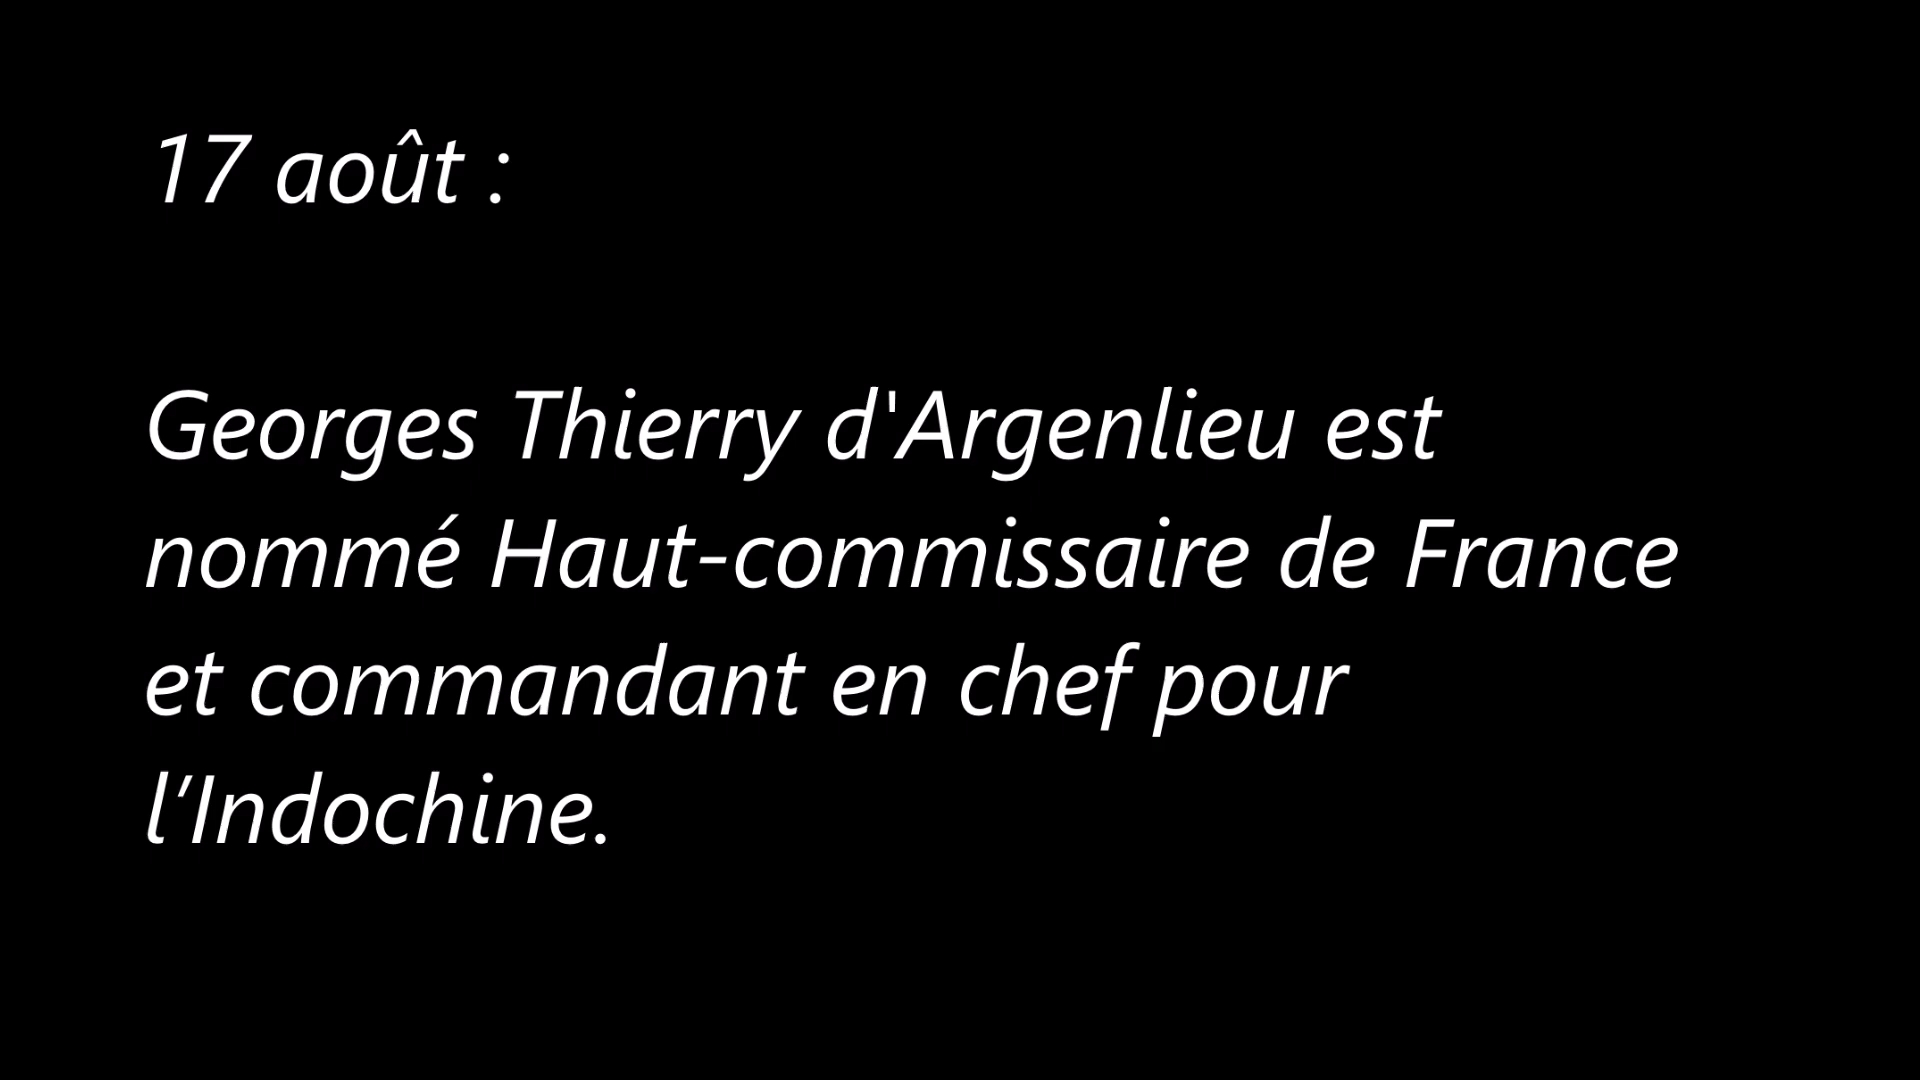 17 août :
Georges Thierry d'Argenlieu est
nommé Haut-commissaire de France
et commandant en chef pour
l’Indochine.